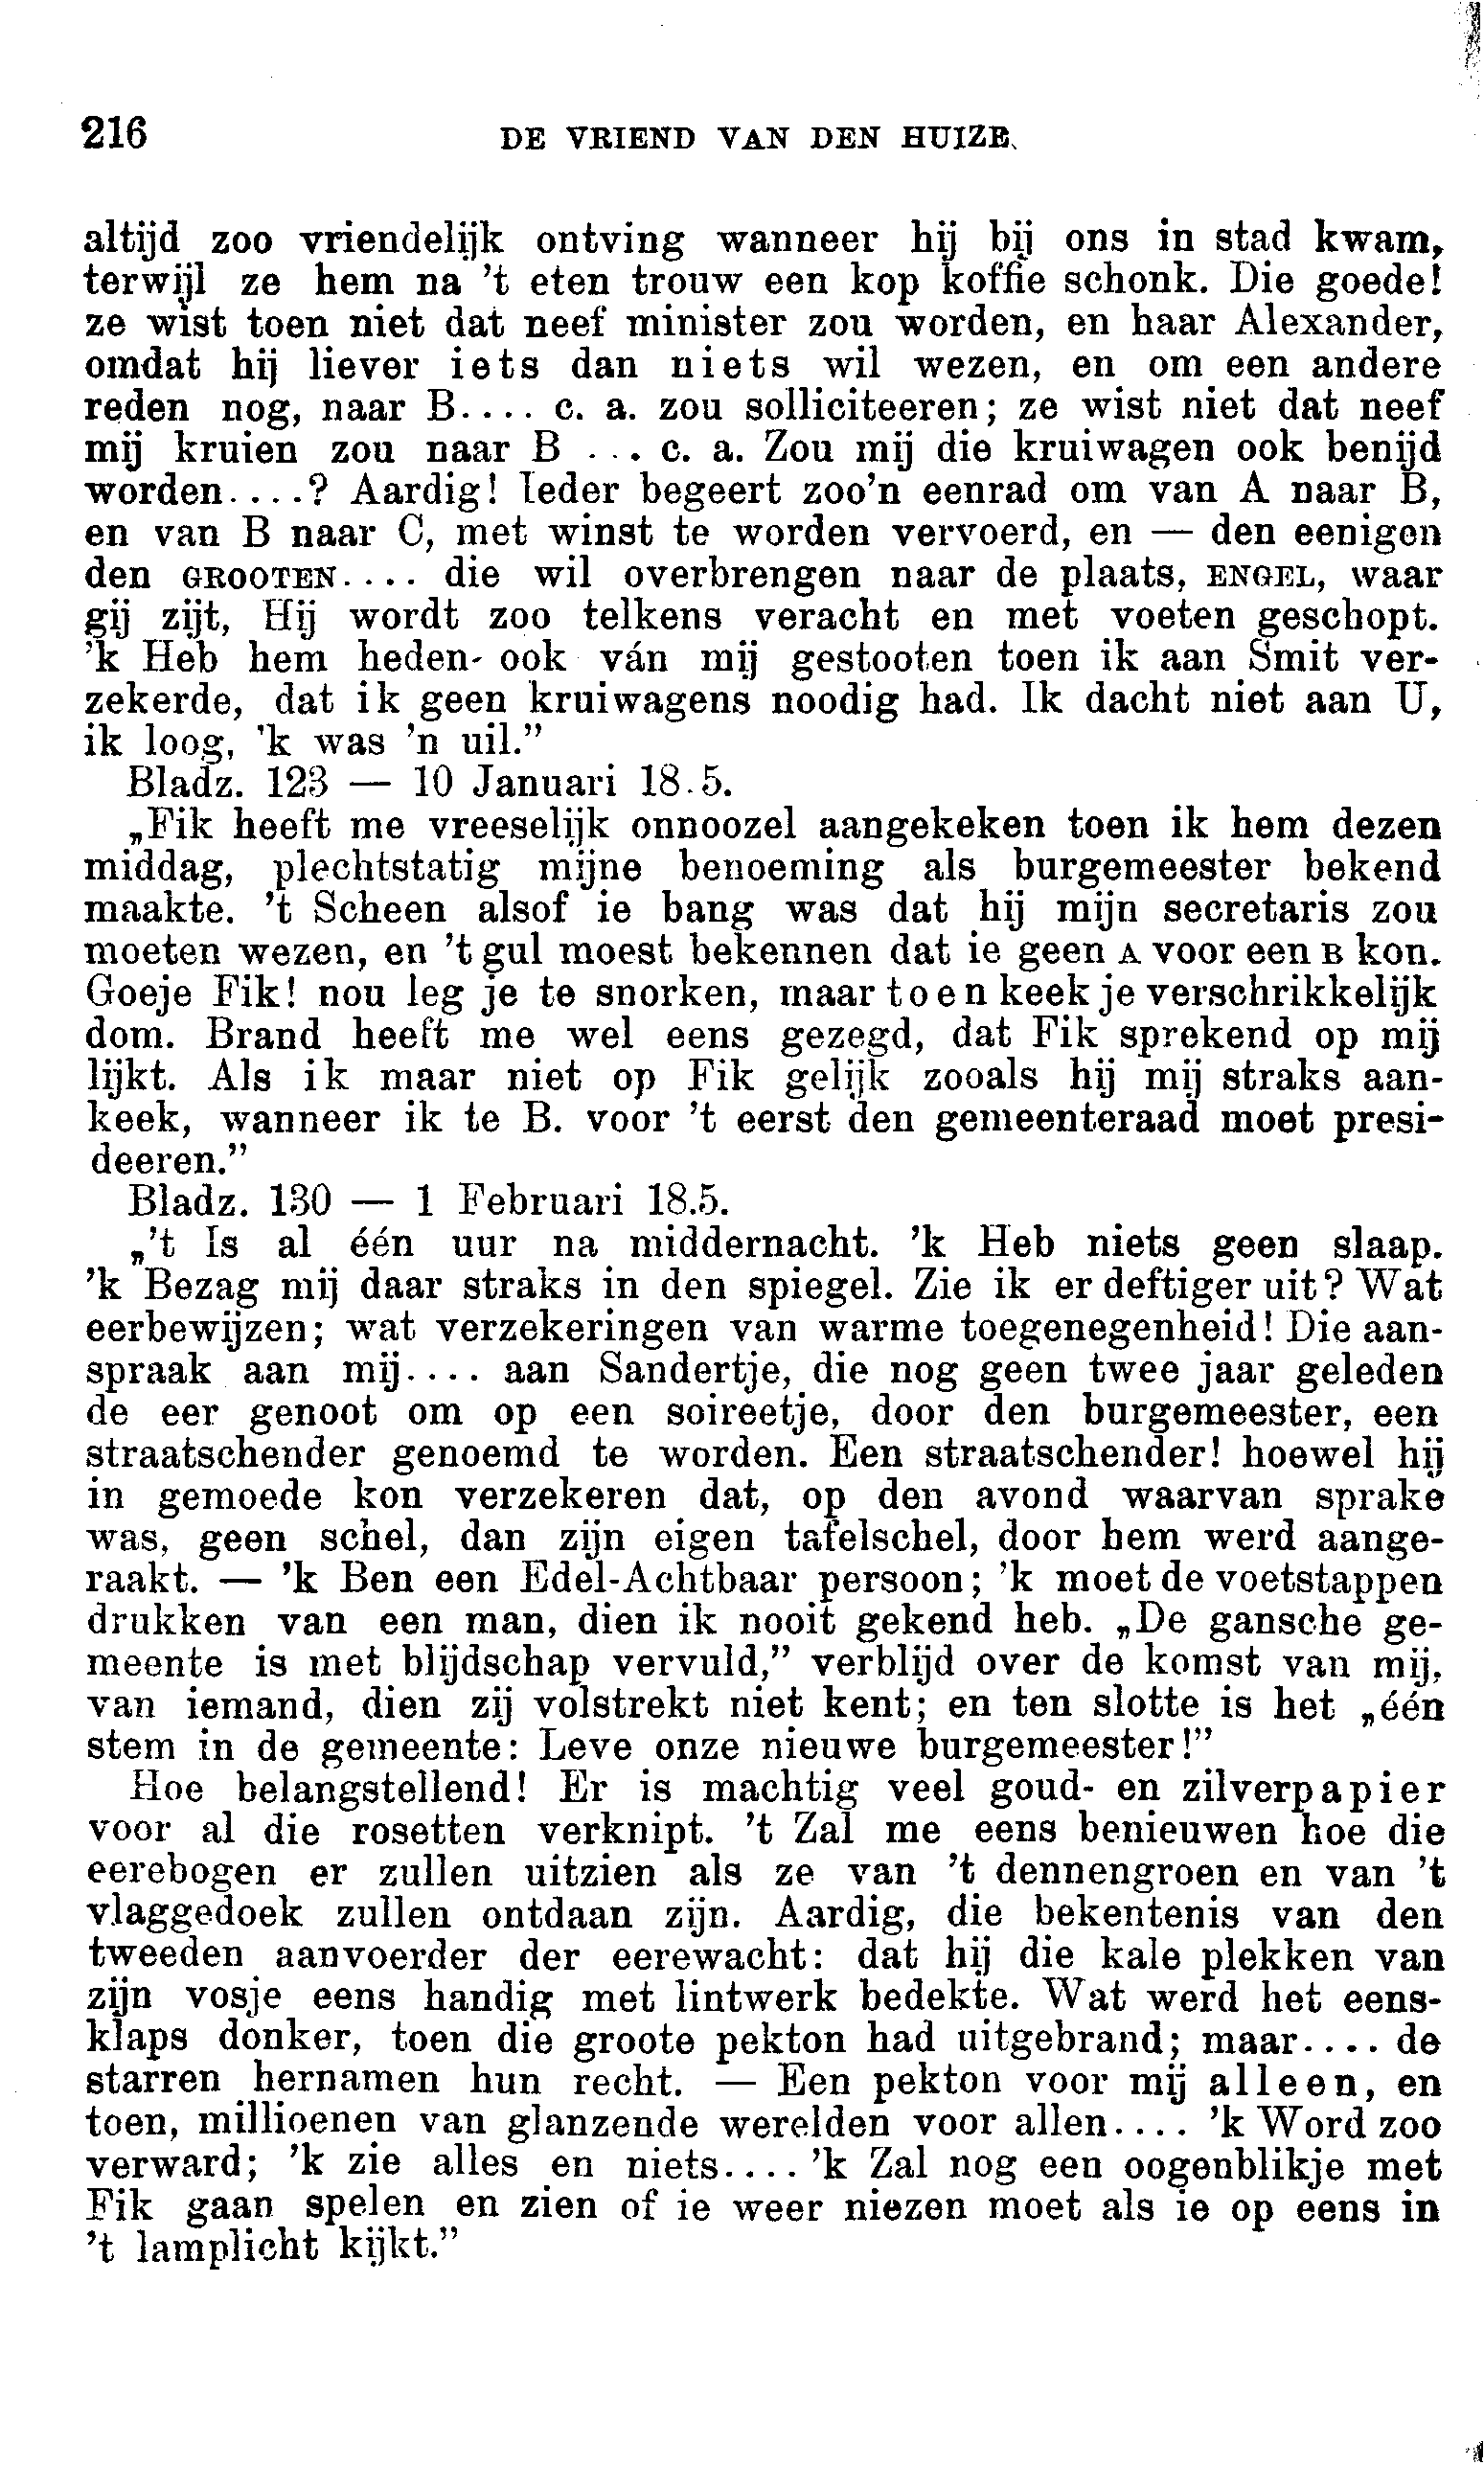 216 DE VRIEND VAN DEN HUIZE.
altijd zoo vriendelijk ontving wanneer hij bij ons in stad kwam,
terwijl ze hem na ’t eten trouw een kop koffie schonk. Die goede!
ze wist toen niet dat neef minister zou worden, en haar Alexander,
omdat hij liever iets dan niets wil wezen, en om een andere
reden nog, naar B.... c. a. zou solliciteeren; ze wist niet dat neef
mij kruien zou naar B ... c. a. Zou mij die kruiwagen ook benijd
worden....? Aardig! Ieder begeert zoo’n eenrad om van A naar B,
en van B naar C, met winst te worden vervoerd, en — den eenigen
den GROOTEN.... die wil overbrengen naar de plaats, ENGEL, waar
gij zijt, Hij wordt zoo telkens veracht en met voeten geschopt.
’k Heb hem heden- ook ván mij gestooten toen ik aan Smit ver-
zekerde, dat ik geen kruiwagens noodig had. Ik dacht niet aan U,
ik loog, ’k was ’n uil.”
Bladz. 123 — 10 Januari 18.5.
„Fik heeft me vreeselijk onnoozel aangekeken toen ik hem dezen
middag, plechtstatig mijne benoeming als burgemeester bekend
maakte. ’t Scheen alsof ie bang was dat hij mijn secretaris zou
moeten wezen, en ’t gul moest bekennen dat ie geen A voor een B kon.
Goeje Fik! nou leg je te snorken, maar toen keek je verschrikkelijk
dom. Brand heeft me wel eens gezegd, dat Fik sprekend op mij
lijkt. Als ik maar niet op Fik gelijk zooals hij mij straks aan-
keek, wanneer ik te B. voor ’t eerst den gemeenteraad moet presi-
deeren.”
Bladz. 130 — 1 Februari 18.5.
„’t Is al één uur na middernacht. ’k Heb niets geen slaap.
’k Bezag mij daar straks in den spiegel. Zie ik er deftiger uit? Wat
eerbewijzen; wat verzekeringen van warme toegenegenheid! Die aan-
spraak aan mij.... aan Sandertje, die nog geen twee jaar geleden
de eer genoot om op een soireetje, door den burgemeester, een
straatschender genoemd te worden. Een straatschender! hoewel hij
in gemoede kon verzekeren dat, op den avond waarvan sprake
was, geen schel, dan zijn eigen tafelschel, door hem werd aange-
raakt. — ’k Ben een Edel-Achtbaar persoon; ’k moet de voetstappen
drukken van een man, dien ik nooit gekend heb. „De gansche ge-
meente is met blijdschap vervuld,” verblijd over de komst van mij,
van iemand, dien zij volstrekt niet kent; en ten slotte is het „één
stem in de gemeente: Leve onze nieuwe burgemeester!”
Hoe belangstellend! Er is machtig veel goud- en zilverpapier
voor al die rosetten verknipt. ’t Zal me eens benieuwen hoe die
eerebogen er zullen uitzien als ze van ’t dennengroen en van ’t
vlaggedoek zullen ontdaan zijn. Aardig, die bekentenis van den
tweeden aanvoerder der eerewacht: dat hij die kale plekken van
zijn vosje eens handig met lintwerk bedekte. Wat werd het eens-
klaps donker, toen die groote pekton had uitgebrand; maar.... de
starren hernamen hun recht. — Een pekton voor mij alleen, en
toen, millioenen van glanzende werelden voor allen.... ’k Word zoo
verward; ’k zie alles en niets.... ’k Zal nog een oogenblikje met
Fik gaan spelen en zien of ie weer niezen moet als ie op eens in
’t lamplicht kijkt.”